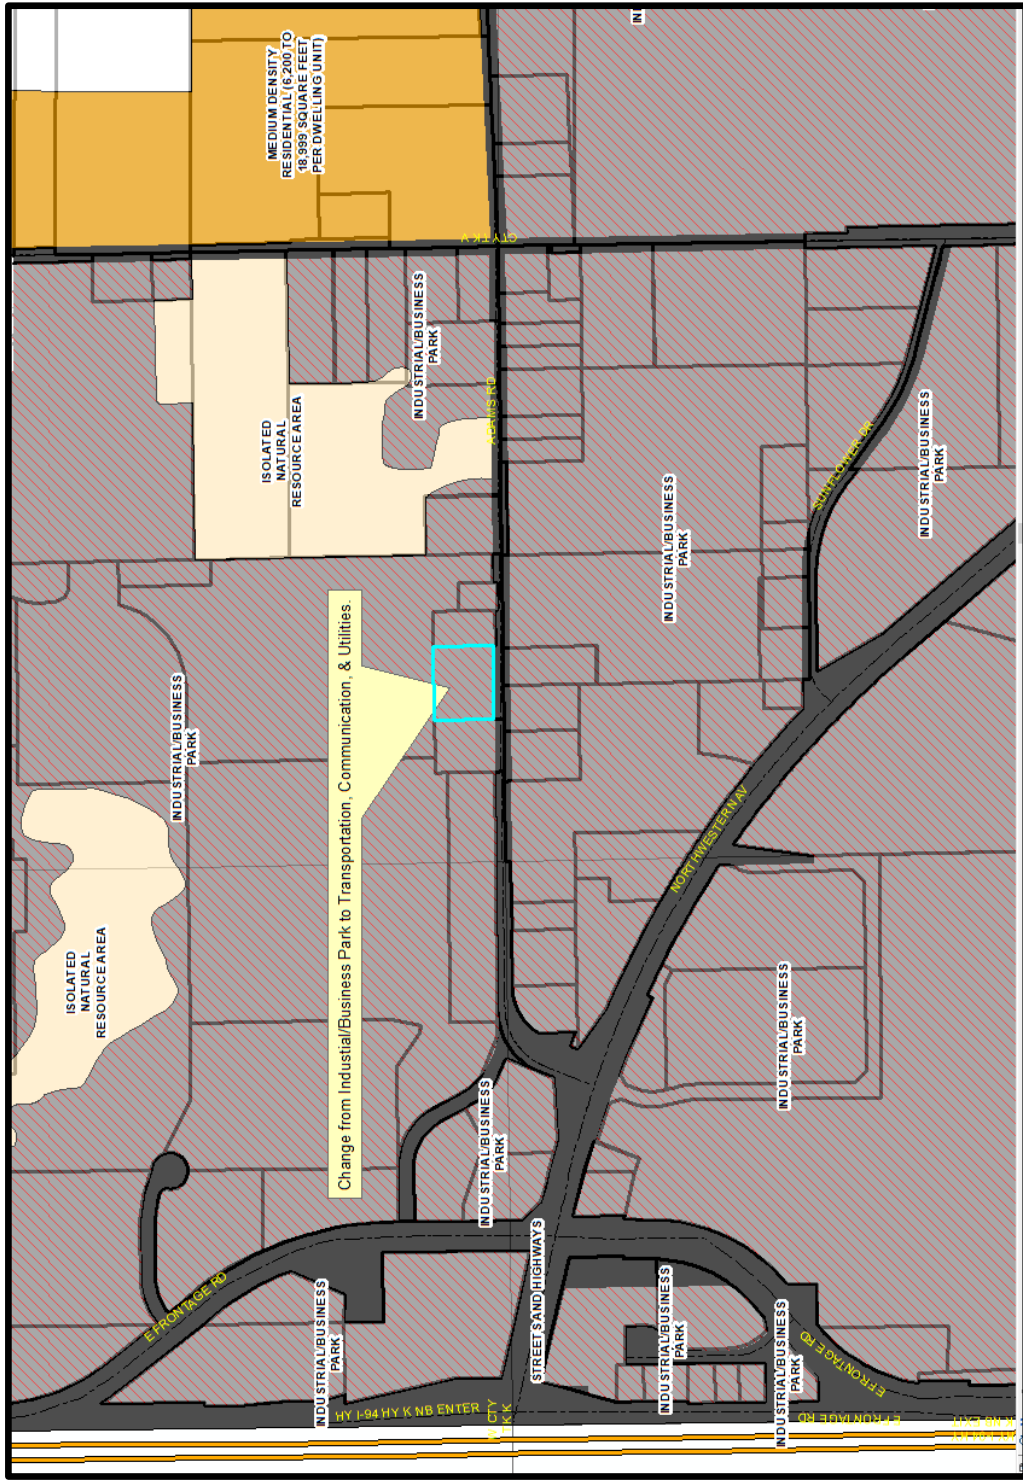 MEDIUM DENSITY
RESIDENTIAL (6,200 TO
18,999 SQUARE FEET
PER DWELLING UNIT)
CTY TK V
INDUSTRIAL/BUSINESS
PARK
ADAMS RD
ISOLATED
NATURAL
RESOURCE AREA
INDUSTRIAL/BUSINESS
PARK
SUNFLOWER DR
INDUSTRIAL/BUSINESS
PARK
Change from Industial/Business Park to Transportation, Communication, & Utilities.
INDUSTRIAL/BUSINESS
PARK
NORTHWESTERN AV
ISOLATED
NATURAL
RESOURCE AREA
INDUSTRIAL/BUSINESS
PARK
INDUSTRIAL/BUSINESS
PARK
E FRONTAGE RD
STREETS AND HIGHWAYS
INDUSTRIAL/BUSINESS
PARK
INDUSTRIAL/BUSINESS
PARK
INDUSTRIAL/BUSINESS
PARK
E FRONTAGE RD
HY I-94 HY K NB ENTER
CTY
K
E FRONTAGE RD